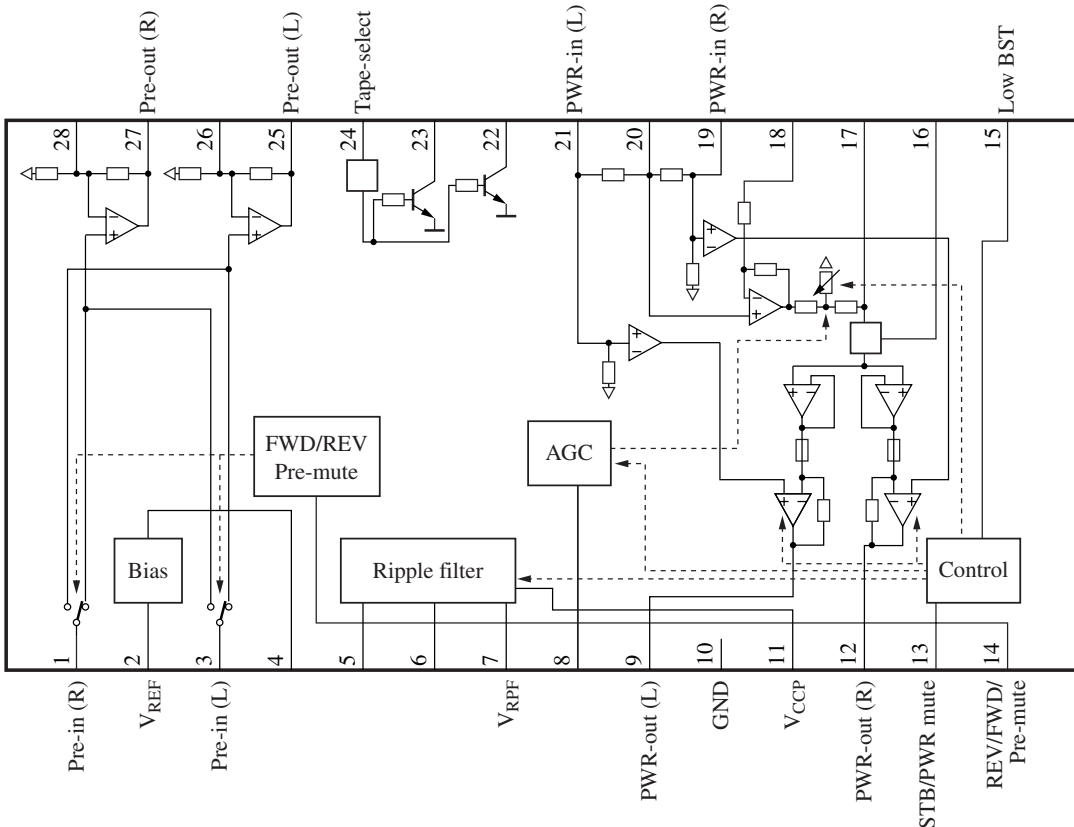 Pre-out (R)
Pre-out (L)
Tape-select
PWR-in (L)
PWR-in (R)
Low BST
28
27
26
25
24
23
22
21
20
19
18
17
16
15
− +
− +
− +
− +
+ −
+ −
− +
+ −
+ −
FWD/REV
Pre-mute
AGC
Bias
Ripple filter
Control
1
2
3
4
5
6
7
8
9
10
11
12
13
14
Pre-in (R)
VREF
Pre-in (L)
VRPF
PWR-out (L)
GND
VCCP
PWR-out (R)
STB/PWR mute
REV/FWD/
Pre-mute